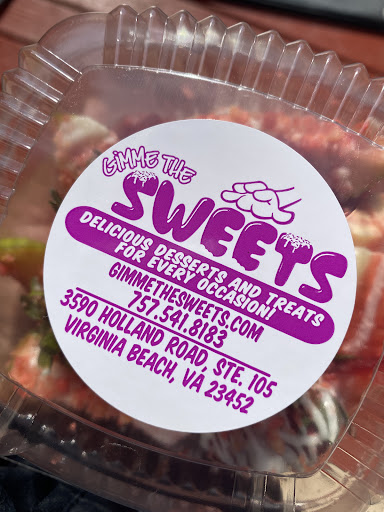 GIMME THE
SWEETS
DELICIOUS DESSERTS AND TREATS
FOR EVERY OCCASION!
GIMMETHESWEETS.COM
757.541.8183
3590 HOLLAND ROAD, STE. 105
VIRGINIA BEACH, VA 23452